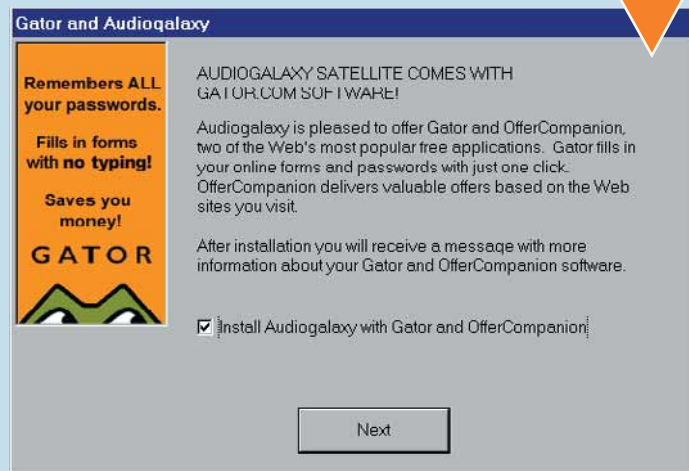 Gator and Audiogalaxy
Remembers ALL
your passwords.
Fills in forms
with no typing!
Saves you
money!
GATOR
AUDIOGALAXY SATELLITE COMES WITH
GATOR.COM SOFTWARE!
Audiogalaxy is pleased to offer Gator and OfferCompanion,
two of the Web's most popular free applications. Gator fills in
your online forms and passwords with just one click.
OfferCompanion delivers valuable offers based on the Web
sites you visit.
After installation you will receive a message with more
information about your Gator and OfferCompanion software.
Install Audiogalaxy with Gator and OfferCompanion
Next